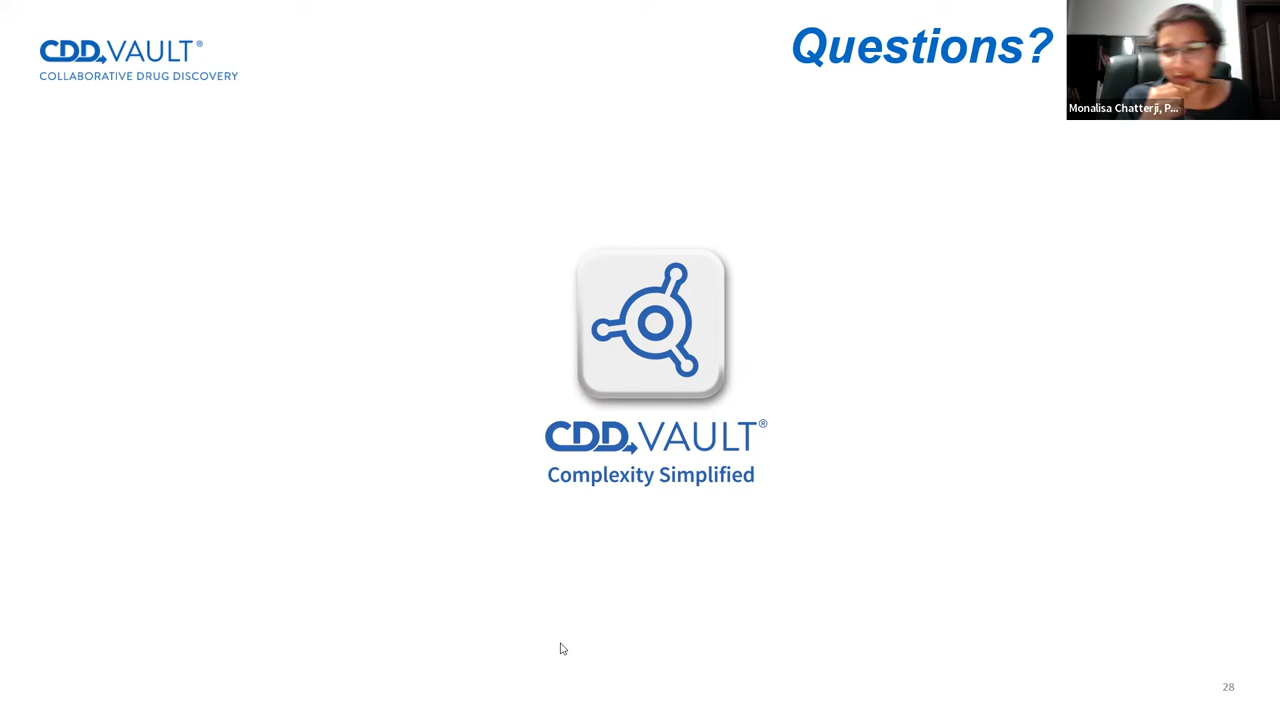 CDD VAULT®
COLLABORATIVE DRUG DISCOVERY
Questions?
Monalisa Chatterji, P...
CDD VAULT®
Complexity Simplified
28